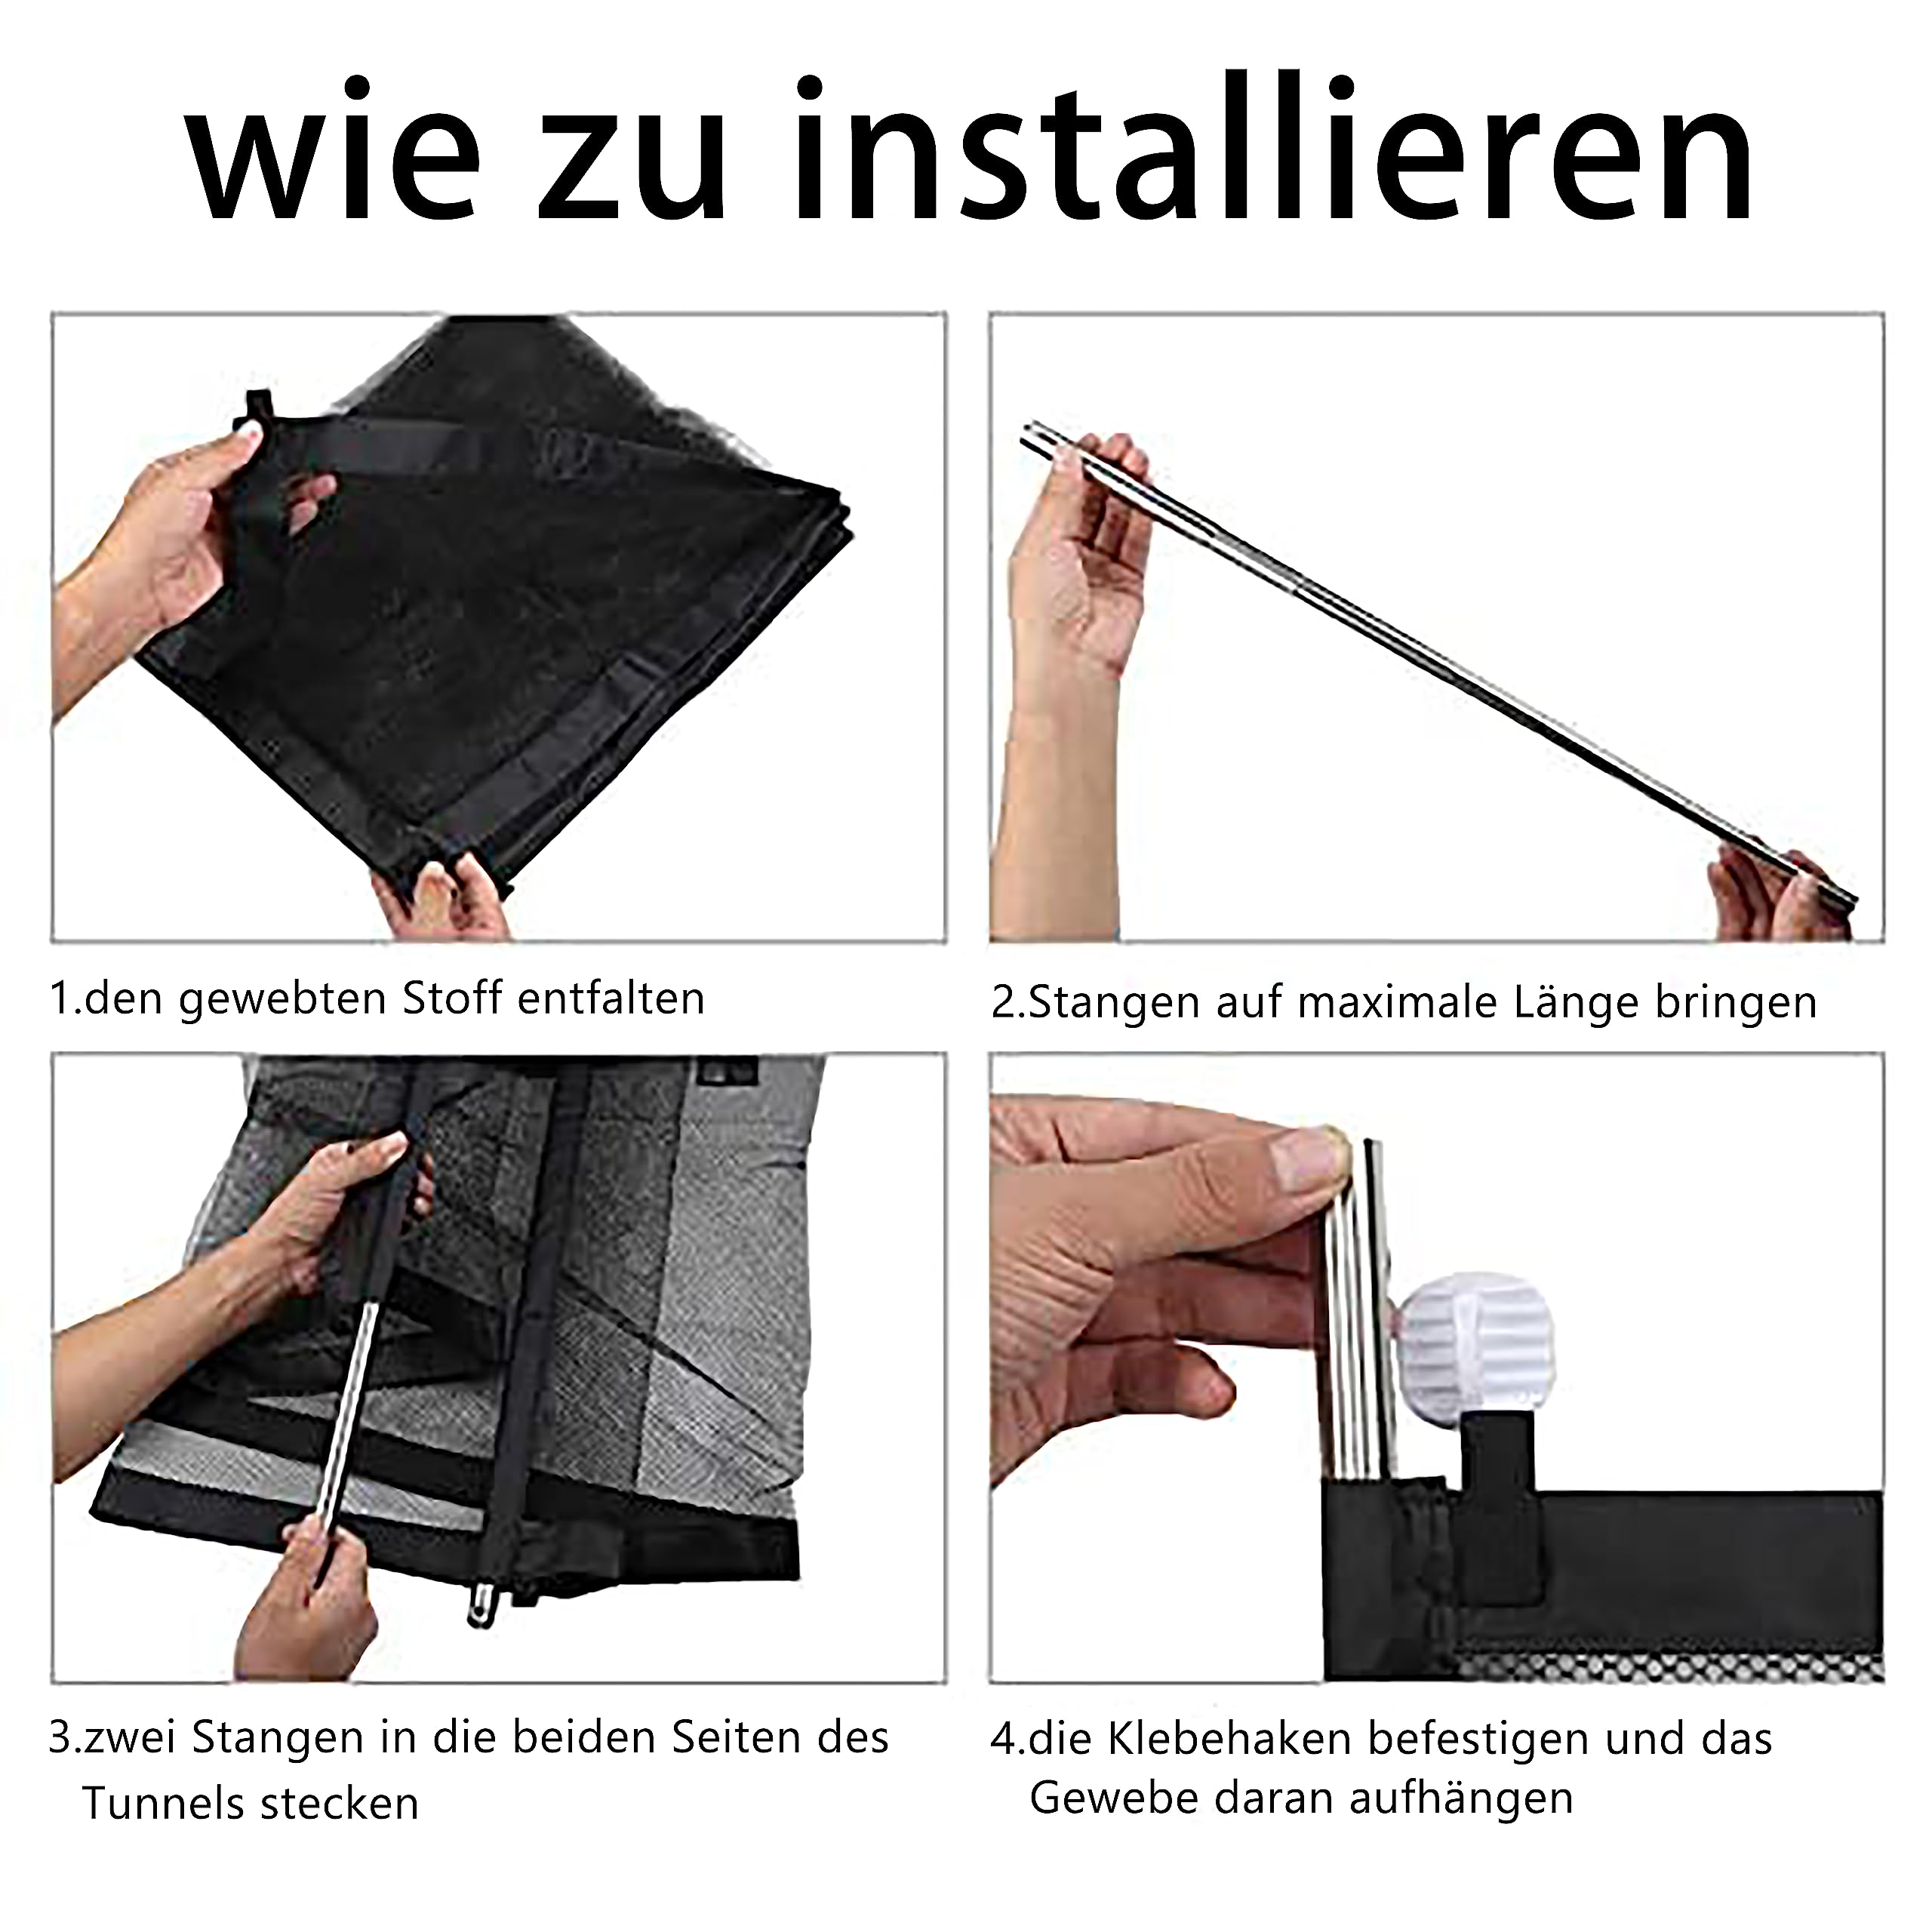 wie zu installieren
1.den gewebten Stoff entfalten
2.Stangen auf maximale Länge bringen
3.zwei Stangen in die beiden Seiten des
Tunnels stecken
4.die Klebehaken befestigen und das
Gewebe daran aufhängen